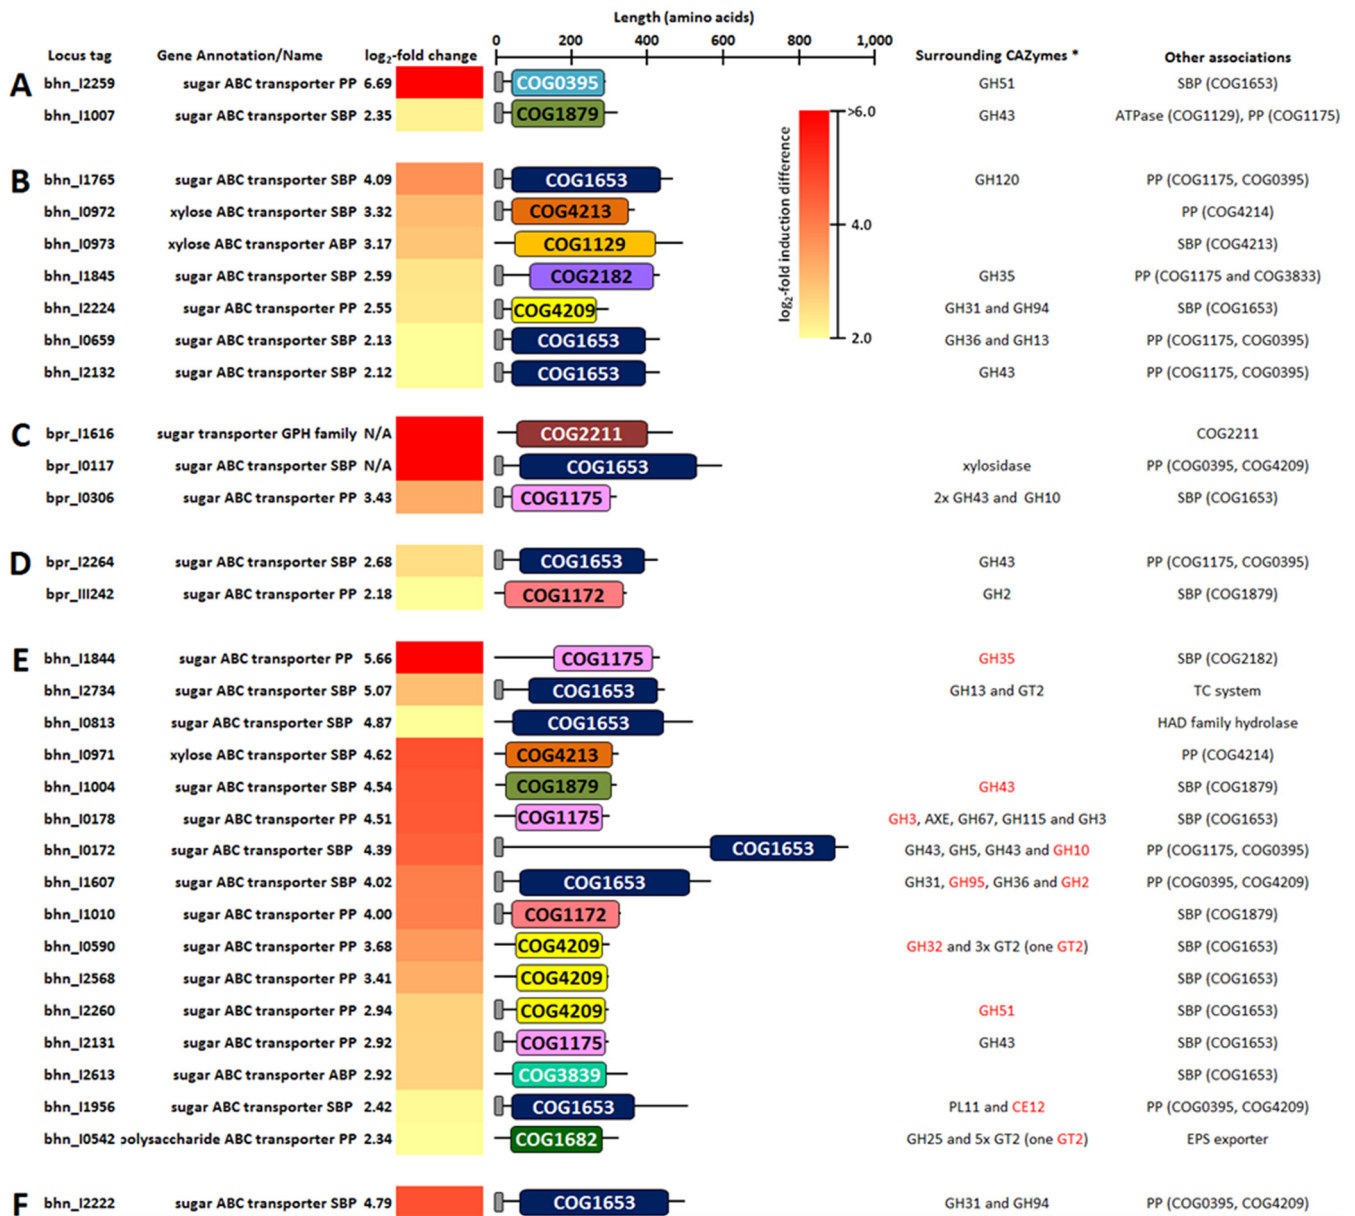 Length (amino acids)
Locus tag Gene Annotation/Name log2-fold change 0 200 400 600 800 1,000 Surrounding CAZymes * Other associations
A bhn_I2259 sugar ABC transporter PP 6.69 COG0395 GH51 SBP (COG1653)
bhn_I1007 sugar ABC transporter SBP 2.35 COG1879 GH43 ATPase (COG1129), PP (COG1175)
log2-fold induction difference
>6.0
4.0
2.0
B bhn_I1765 sugar ABC transporter SBP 4.09 COG1653 GH120 PP (COG1175, COG0395)
bhn_I0972 xylose ABC transporter SBP 3.32 COG4213 PP (COG4214)
bhn_I0973 xylose ABC transporter ABP 3.17 COG1129 SBP (COG4213)
bhn_I1845 sugar ABC transporter SBP 2.59 COG2182 GH35 PP (COG1175 and COG3833)
bhn_I2224 sugar ABC transporter PP 2.55 COG4209 GH31 and GH94 SBP (COG1653)
bhn_I0659 sugar ABC transporter SBP 2.13 COG1653 GH36 and GH13 PP (COG1175, COG0395)
bhn_I2132 sugar ABC transporter SBP 2.12 COG1653 GH43 PP (COG1175, COG0395)
C bpr_I1616 sugar transporter GPH family N/A COG2211 COG2211
bpr_I0117 sugar ABC transporter SBP N/A COG1653 xylosidase PP (COG0395, COG4209)
bpr_I0306 sugar ABC transporter PP 3.43 COG1175 2x GH43 and GH10 SBP (COG1653)
D bpr_I2264 sugar ABC transporter SBP 2.68 COG1653 GH43 PP (COG1175, COG0395)
bpr_III242 sugar ABC transporter PP 2.18 COG1172 GH2 SBP (COG1879)
E bhn_I1844 sugar ABC transporter PP 5.66 COG1175 GH35 SBP (COG2182)
bhn_I2734 sugar ABC transporter SBP 5.07 COG1653 GH13 and GT2 TC system
bhn_I0813 sugar ABC transporter SBP 4.87 COG1653 HAD family hydrolase
bhn_I0971 xylose ABC transporter SBP 4.62 COG4213 PP (COG4214)
bhn_I1004 sugar ABC transporter SBP 4.54 COG1879 GH43 SBP (COG1879)
bhn_I0178 sugar ABC transporter PP 4.51 COG1175 GH3, AXE, GH67, GH115 and GH3 SBP (COG1653)
bhn_I0172 sugar ABC transporter SBP 4.39 COG1653 GH43, GH5, GH43 and GH10 PP (COG1175, COG0395)
bhn_I1607 sugar ABC transporter SBP 4.02 COG1653 GH31, GH95, GH36 and GH2 PP (COG0395, COG4209)
bhn_I1010 sugar ABC transporter PP 4.00 COG1172 SBP (COG1879)
bhn_I0590 sugar ABC transporter PP 3.68 COG4209 GH32 and 3x GT2 (one GT2) SBP (COG1653)
bhn_I2568 sugar ABC transporter PP 3.41 COG4209 SBP (COG1653)
bhn_I2260 sugar ABC transporter PP 2.94 COG4209 GH51 SBP (COG1653)
bhn_I2131 sugar ABC transporter PP 2.92 COG1175 GH43 SBP (COG1653)
bhn_I2613 sugar ABC transporter ABP 2.92 COG3839 SBP (COG1653)
bhn_I1956 sugar ABC transporter SBP 2.42 COG1653 PL11 and CE12 PP (COG0395, COG4209)
bhn_I0542 polysaccharide ABC transporter PP 2.34 COG1682 GH25 and 5x GT2 (one GT2) EPS exporter
F bhn_I2222 sugar ABC transporter SBP 4.79 COG1653 GH31 and GH94 PP (COG0395, COG4209)